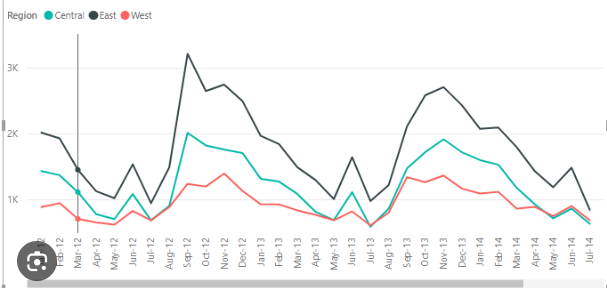 Region Central East West
3K
2K
1K
-12 Feb-12 Mar-12 Apr-12 May-12 Jun-12 Jul-12 Aug-12 Sep-12 Oct-12 Nov-12 Dec-12 Jan-13 Feb-13 Mar-13 Apr-13 May-13 Jun-13 Jul-13 Aug-13 Sep-13 Oct-13 Nov-13 Dec-13 Jan-14 Feb-14 Mar-14 Apr-14 May-14 Jun-14 Jul-14